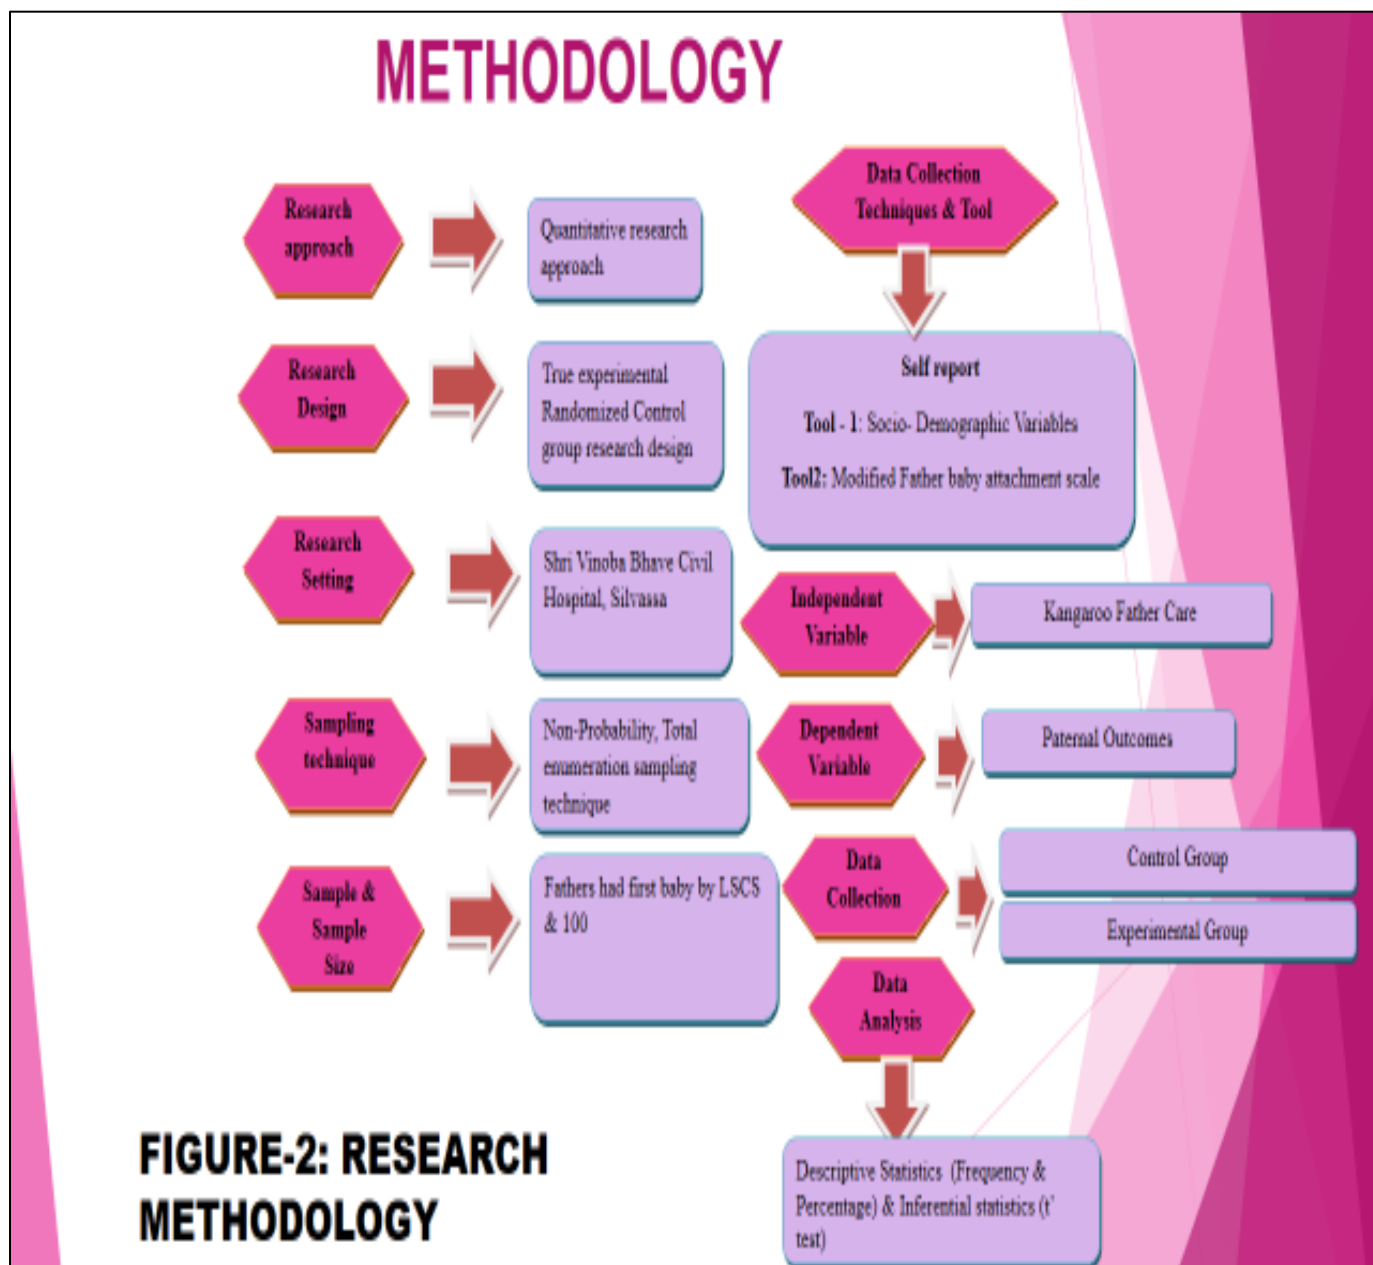 METHODOLOGY
Research
approach
Quantitative research
approach
Research
Design
True experimental
Randomized Control
group research design
Research
Setting
Shri Vinoba Bhave Civil
Hospital, Silvassa
Sampling
technique
Non-Probability, Total
enumeration sampling
technique
Sample &
Sample
Size
Fathers had first baby by LSCS
& 100
Data Collection
Techniques & Tool
Self report
Tool - 1: Socio- Demographic Variables
Tool2: Modified Father baby attachment scale
Independent
Variable
Kangaroo Father Care
Dependent
Variable
Paternal Outcomes
Data
Collection
Control Group
Experimental Group
Data
Analysis
Descriptive Statistics (Frequency &
Percentage) & Inferential statistics (t'
test)
FIGURE-2: RESEARCH
METHODOLOGY